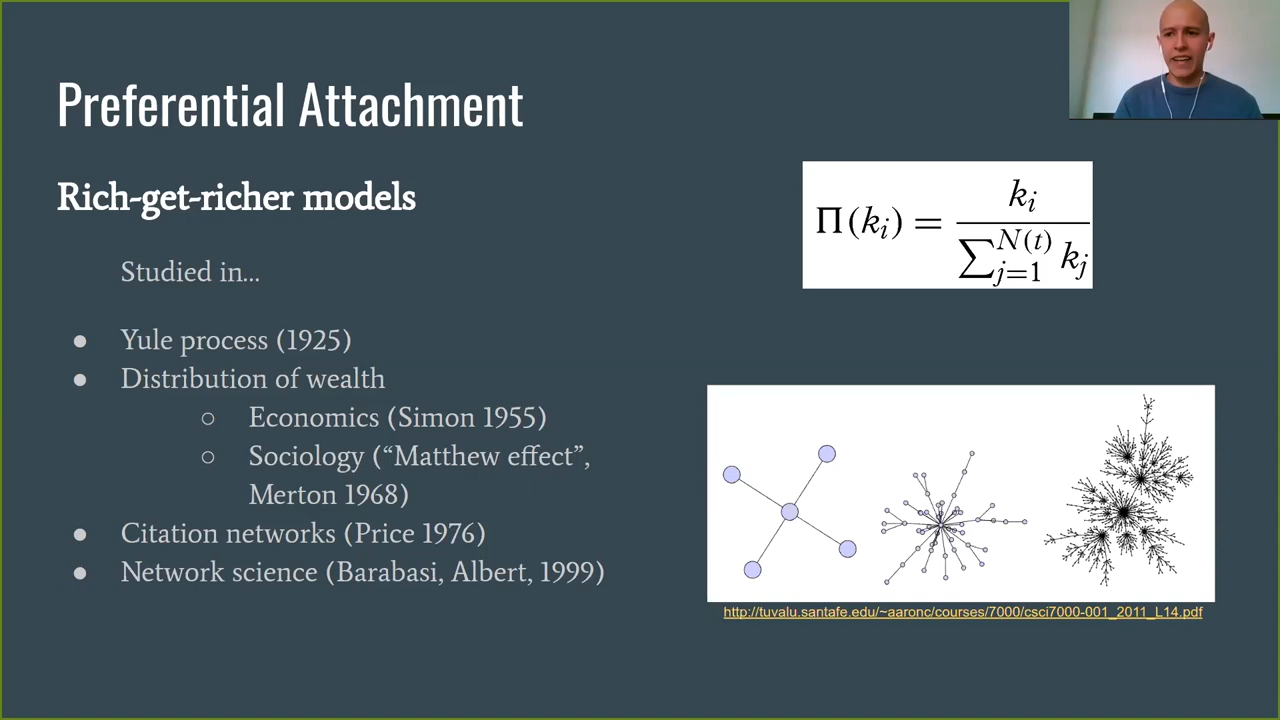 Preferential Attachment
Rich-get-richer models
Studied in...
● Yule process (1925)
● Distribution of wealth
○ Economics (Simon 1955)
○ Sociology (“Matthew effect”,
Merton 1968)
● Citation networks (Price 1976)
● Network science (Barabasi, Albert, 1999)
Π(k_i) = k_i / ∑_{j=1}^{N(t)} k_j
http://tuvalu.santafe.edu/~aaronc/courses/7000/csci7000-001_2011_L14.pdf